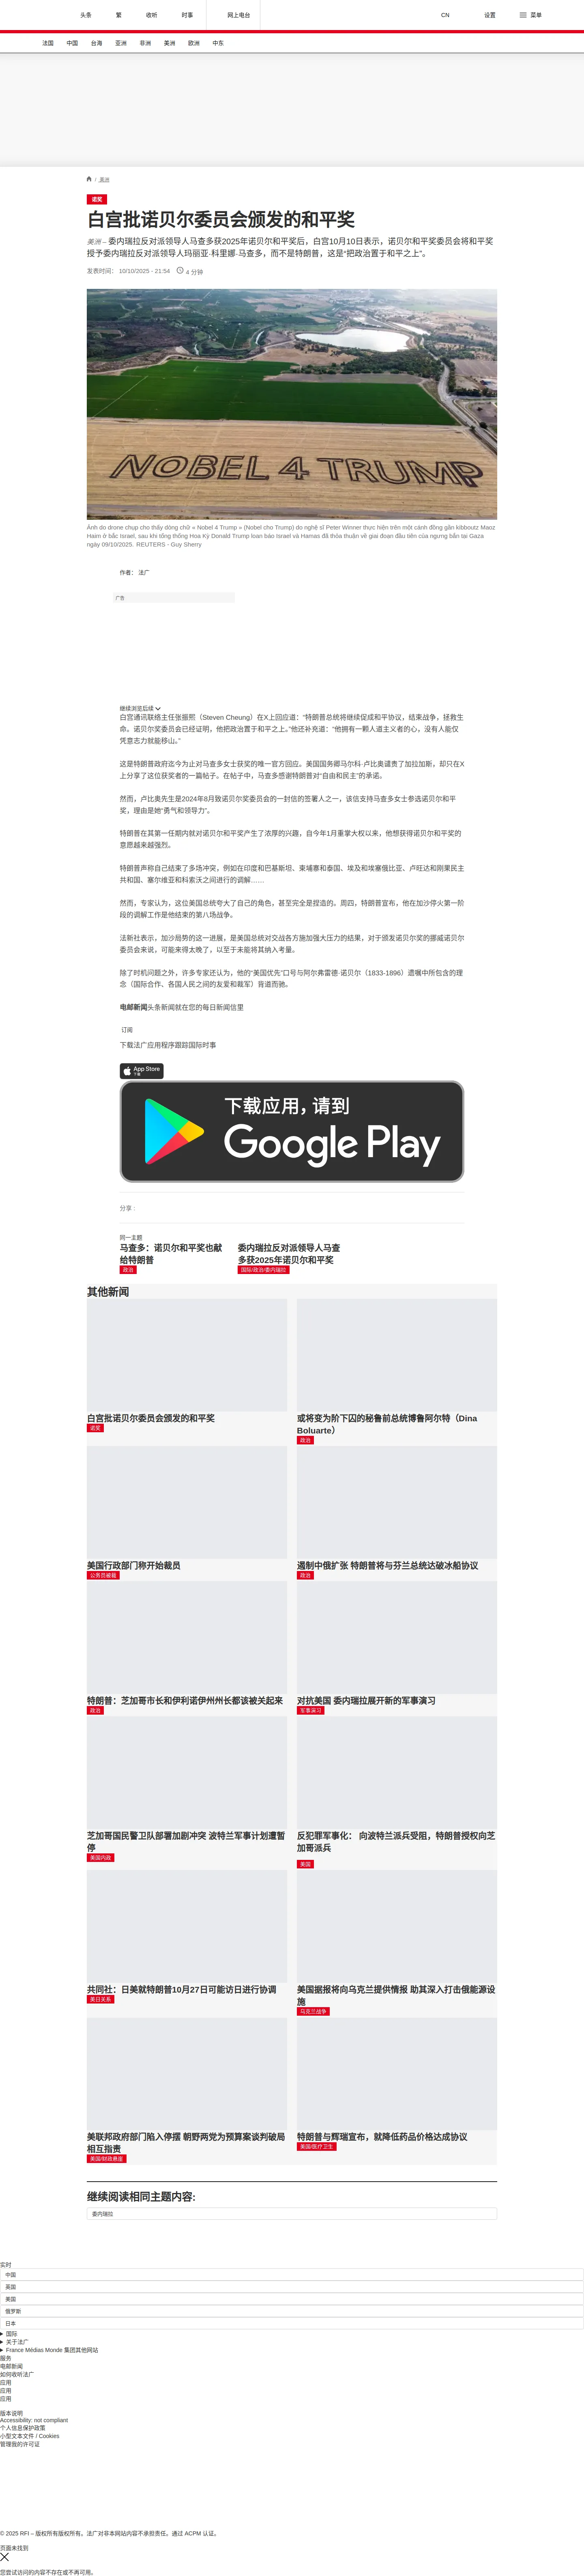 头条
繁
收听
时事
网上电台
CN
设置
菜单
法国
中国
台海
亚洲
非洲
美洲
欧洲
中东
/ 美洲
诺奖
白宫批诺贝尔委员会颁发的和平奖
美洲 – 委内瑞拉反对派领导人马查多获2025年诺贝尔和平奖后，白宫10月10日表示，诺贝尔和平奖委员会将和平奖
授予委内瑞拉反对派领导人玛丽亚·科里娜·马查多，而不是特朗普，这是“把政治置于和平之上”。
发表时间： 10/10/2025 - 21:54
4 分钟
NOBEL 4 TRUMP
Ảnh do drone chụp cho thấy dòng chữ « Nobel 4 Trump » (Nobel cho Trump) do nghệ sĩ Peter Winner thực hiện trên một cánh đồng gần kibboutz Maoz
Haim ở bắc Israel, sau khi tổng thống Hoa Kỳ Donald Trump loan báo Israel và Hamas đã thỏa thuận về giai đoạn đầu tiên của ngưng bắn tại Gaza
ngày 09/10/2025. REUTERS - Guy Sherry
作者： 法广
广告
继续浏览后续
白宫通讯联络主任张振熙（Steven Cheung）在X上回应道：“特朗普总统将继续促成和平协议，结束战争，拯救生
命。诺贝尔奖委员会已经证明，他把政治置于和平之上。”他还补充道：“他拥有一颗人道主义者的心，没有人能仅
凭意志力就能移山。”
这是特朗普政府迄今为止对马查多女士获奖的唯一官方回应。美国国务卿马尔科·卢比奥谴责了加拉加斯，却只在X
上分享了这位获奖者的一篇帖子。在帖子中，马查多感谢特朗普对“自由和民主”的承诺。
然而，卢比奥先生是2024年8月致诺贝尔奖委员会的一封信的签署人之一，该信支持马查多女士参选诺贝尔和平
奖，理由是她“勇气和领导力”。
特朗普在其第一任期内就对诺贝尔和平奖产生了浓厚的兴趣，自今年1月重掌大权以来，他想获得诺贝尔和平奖的
意愿越来越强烈。
特朗普声称自己结束了多场冲突，例如在印度和巴基斯坦、柬埔寨和泰国、埃及和埃塞俄比亚、卢旺达和刚果民主
共和国、塞尔维亚和科索沃之间进行的调解……
然而，专家认为，这位美国总统夸大了自己的角色，甚至完全是捏造的。周四，特朗普宣布，他在加沙停火第一阶
段的调解工作是他结束的第八场战争。
法新社表示，加沙局势的这一进展，是美国总统对交战各方施加强大压力的结果，对于颁发诺贝尔奖的挪威诺贝尔
委员会来说，可能来得太晚了，以至于未能将其纳入考量。
除了时机问题之外，许多专家还认为，他的“美国优先”口号与阿尔弗雷德·诺贝尔（1833-1896）遗嘱中所包含的理
念（国际合作、各国人民之间的友爱和裁军）背道而驰。
电邮新闻头条新闻就在您的每日新闻信里
订阅
下载法广应用程序跟踪国际时事
App Store
下载
下载应用，请到
Google Play
分享 :
同一主题
马查多：诺贝尔和平奖也献
给特朗普
政治
委内瑞拉反对派领导人马查
多获2025年诺贝尔和平奖
国际/政治/委内瑞拉
其他新闻
白宫批诺贝尔委员会颁发的和平奖
诺奖
或将变为阶下囚的秘鲁前总统博鲁阿尔特（Dina
Boluarte）
政治
美国行政部门称开始裁员
公务员被裁
遏制中俄扩张 特朗普将与芬兰总统达破冰船协议
政治
特朗普：芝加哥市长和伊利诺伊州州长都该被关起来
政治
对抗美国 委内瑞拉展开新的军事演习
军事演习
芝加哥国民警卫队部署加剧冲突 波特兰军事计划遭暂
停
美国内政
反犯罪军事化： 向波特兰派兵受阻，特朗普授权向芝
加哥派兵
美国
共同社：日美就特朗普10月27日可能访日进行协调
美日关系
美国据报将向乌克兰提供情报 助其深入打击俄能源设
施
乌克兰战争
美联邦政府部门陷入停摆 朝野两党为预算案谈判破局
相互指责
美国/财政悬崖
特朗普与辉瑞宣布，就降低药品价格达成协议
美国/医疗卫生
继续阅读相同主题内容:
委内瑞拉
实时
中国
英国
美国
俄罗斯
日本
国际
关于法广
France Médias Monde 集团其他网站
服务
电邮新闻
如何收听法广
应用
应用
应用
版本说明
Accessibility: not compliant
个人信息保护政策
小型文本文件 / Cookies
管理我的许可证
© 2025 RFI – 版权所有版权所有。法广对非本网站内容不承担责任。通过 ACPM 认证。
页面未找到
您尝试访问的内容不存在或不再可用。